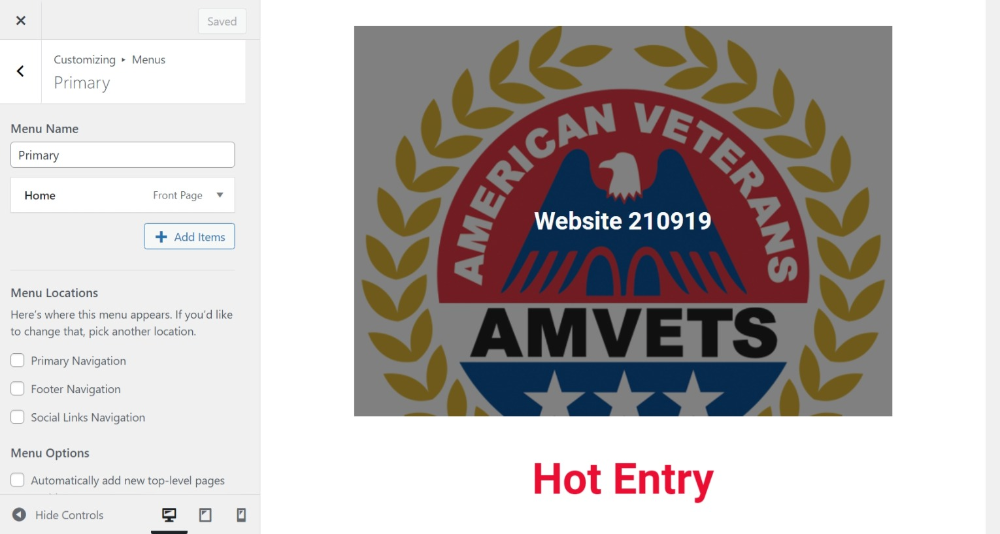 Saved
Customizing ▸ Menus
Primary
Menu Name
Primary
Home Front Page
Add Items
Menu Locations
Here's where this menu appears. If you'd like
to change that, pick another location.
Primary Navigation
Footer Navigation
Social Links Navigation
Menu Options
Automatically add new top-level pages
Hide Controls
AMERICAN VETERANS
Website 210919
AMVETS
Hot Entry